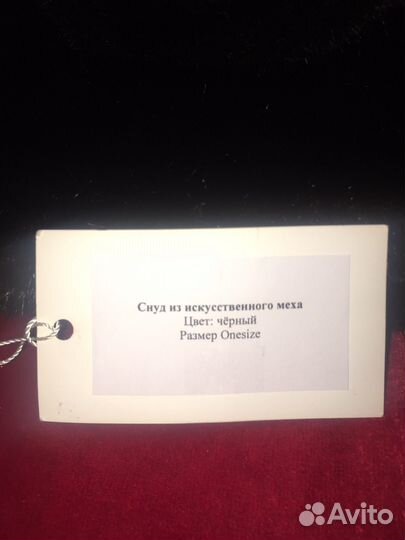 Снуд из искусственного меха
Цвет: чёрный
Размер Onesize
Avito